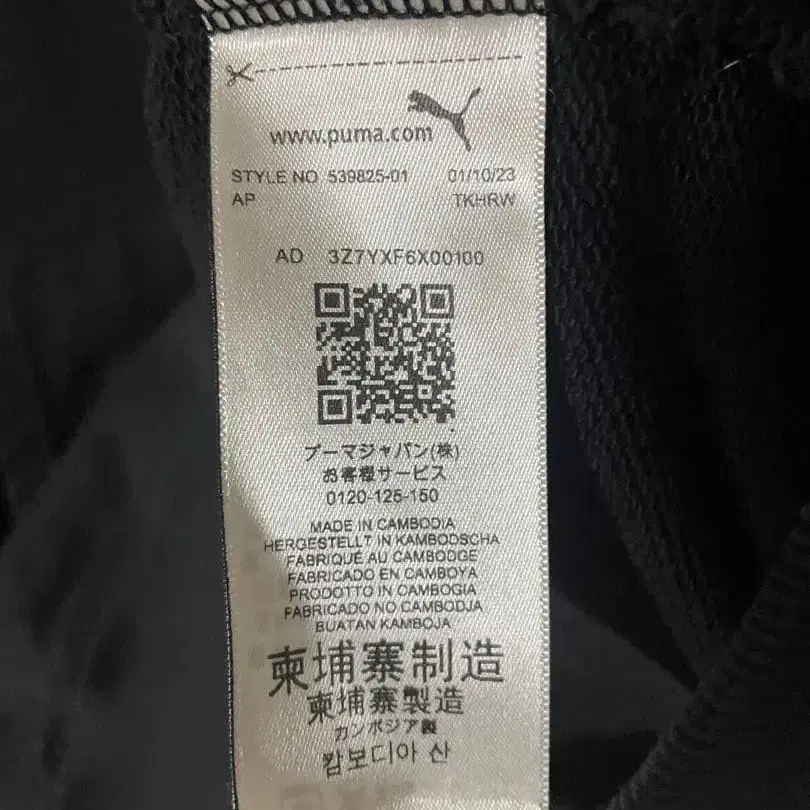 www.puma.com
STYLE NO 539825-01 01/10/23
AP TKHRW
AD 3Z7YXF6X00100
プーマジャパン(株)
お客様サービス
0120-125-150
MADE IN CAMBODIA
HERGESTELLT IN KAMBODSCHA
FABRIQUÉ AU CAMBODGE
FABRICADO EN CAMBOYA
PRODOTTO IN CAMBOGIA
FABRICADO NO CAMBODJA
BUATAN KAMBOJA
柬埔寨制造
柬埔寨製造
カンボジア製
캄보디아 산